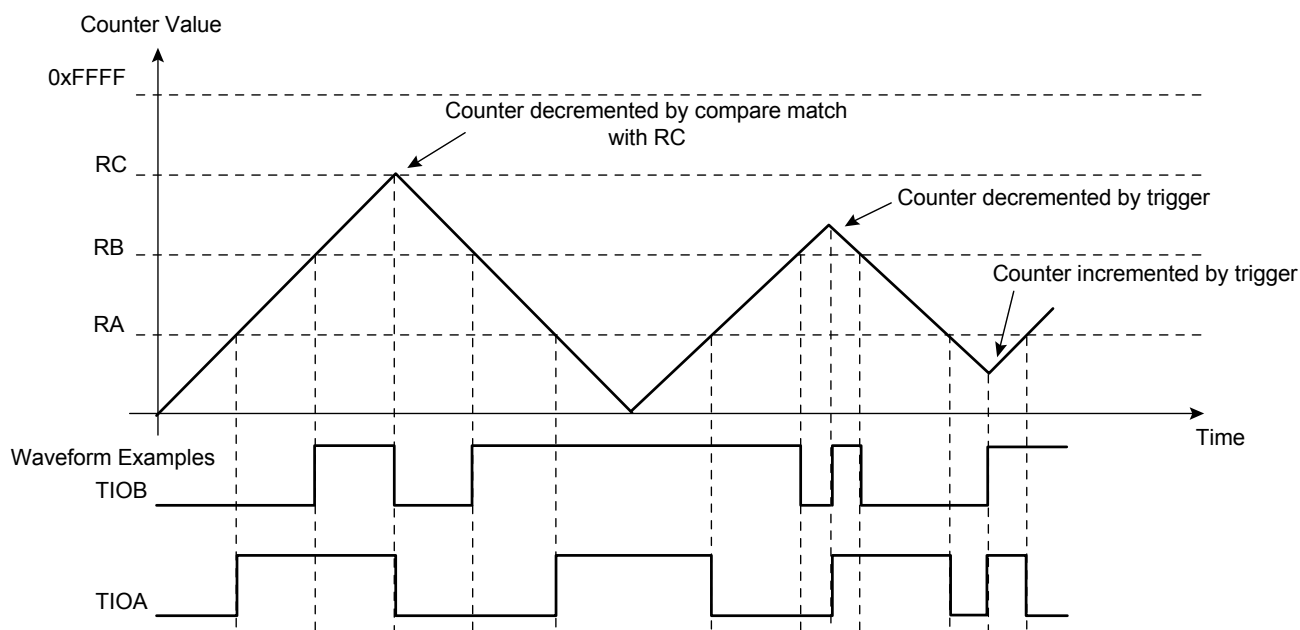 Counter Value
0xFFFF
Counter decremented by compare match
with RC
RC
Counter decremented by trigger
RB
Counter incremented by trigger
RA
Time
Waveform Examples
TIOB
TIOA